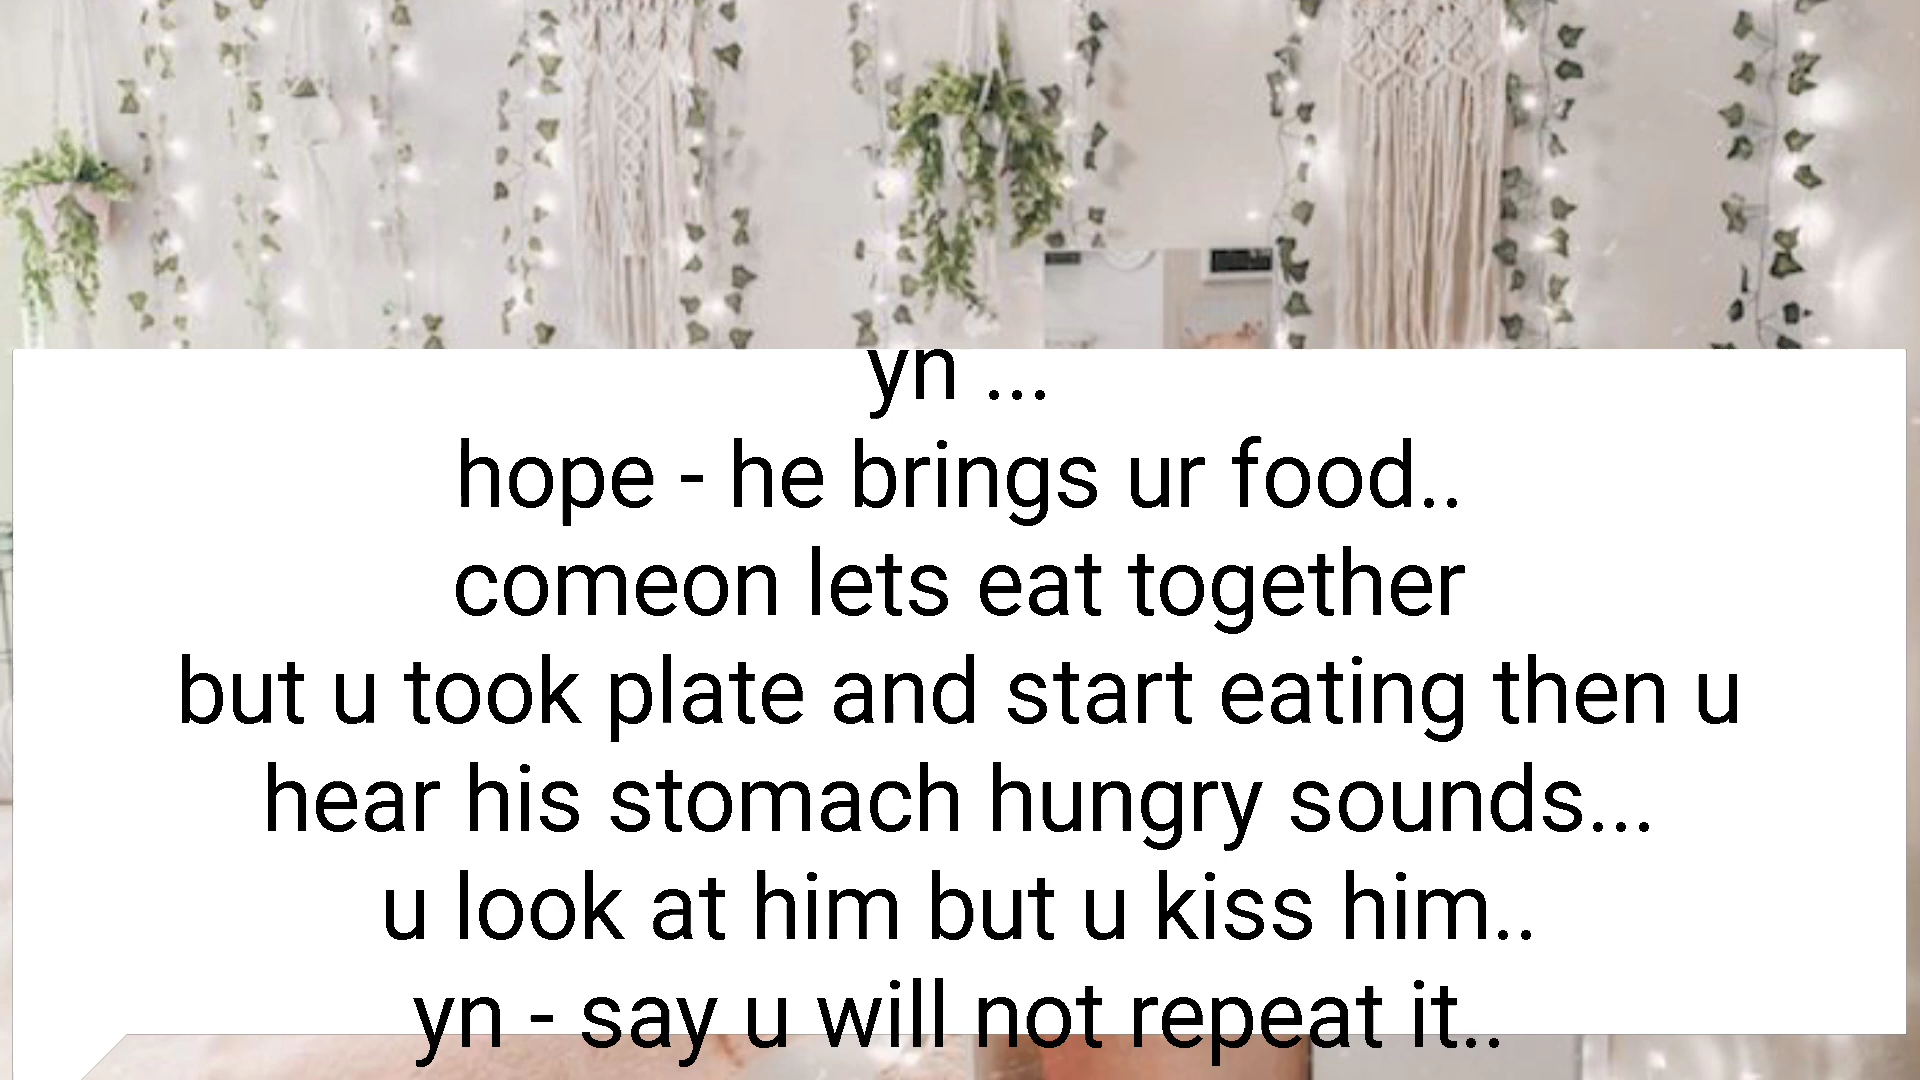 yn ...
hope - he brings ur food..
comeon lets eat together
but u took plate and start eating then u
hear his stomach hungry sounds...
u look at him but u kiss him..
yn - say u will not repeat it..